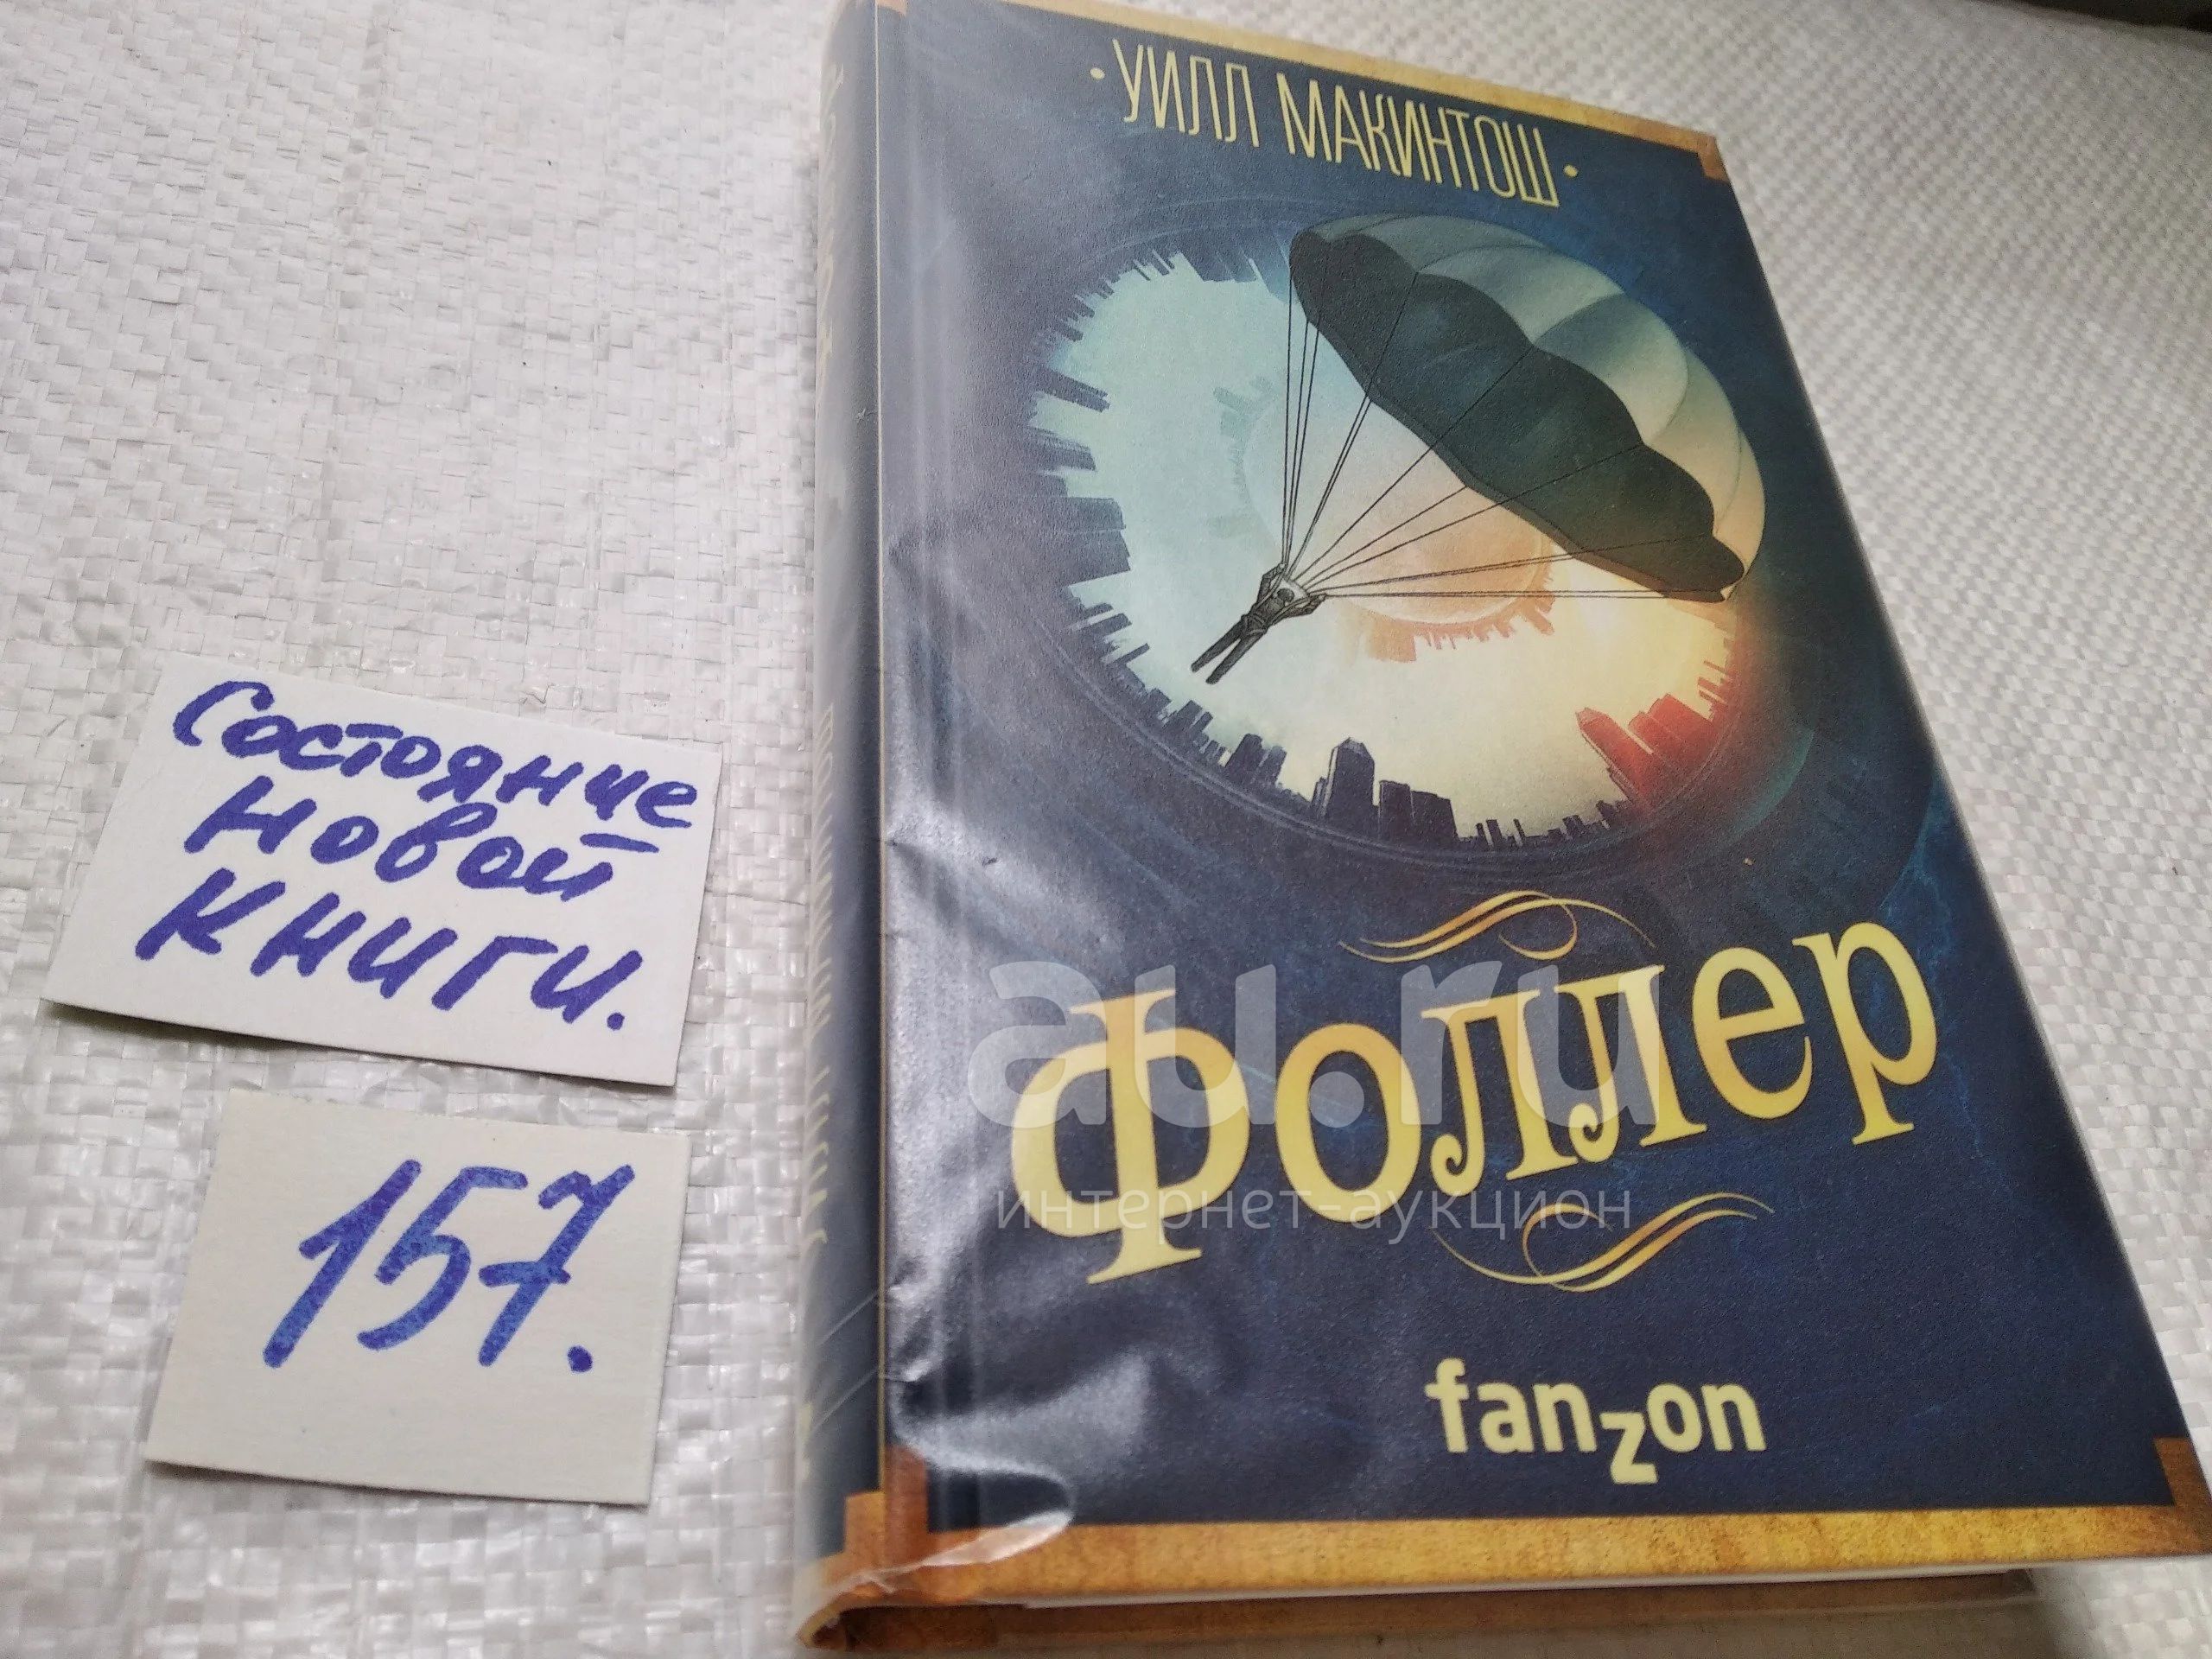 · УИЛЛ МАКИНТОШ ·
Состояние
новой
книги.
157.
Фоллер
au.ru
интернет-аукцион
fanzon